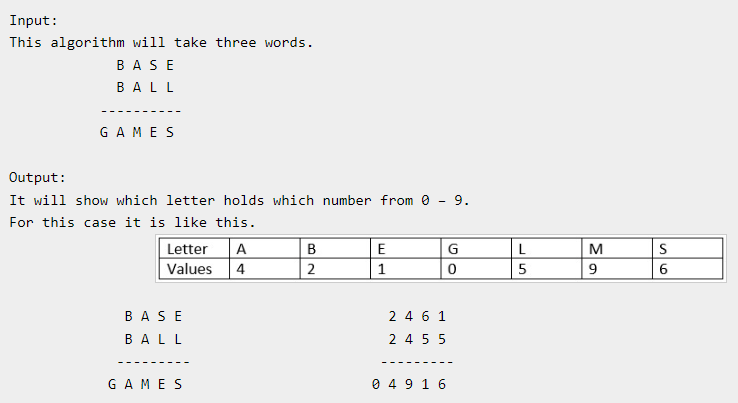 Input:
This algorithm will take three words.
B A S E
B A L L
----------
G A M E S
Output:
It will show which letter holds which number from 0 – 9.
For this case it is like this.
Letter A B E G L M S
Values 4 2 1 0 5 9 6
B A S E 2 4 6 1
B A L L 2 4 5 5
--------- ---------
G A M E S 0 4 9 1 6